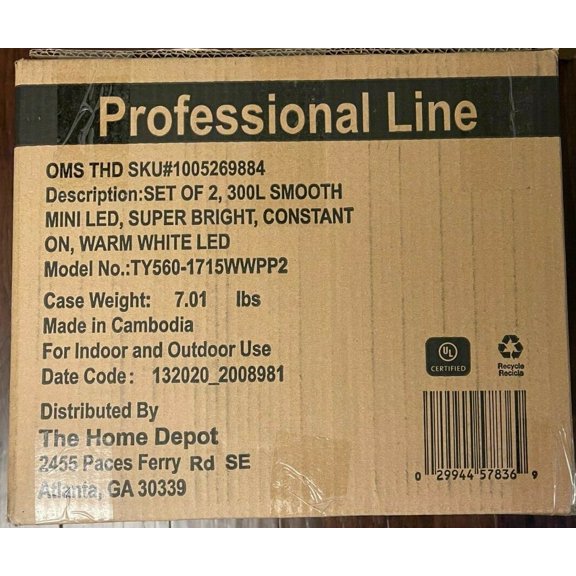 Professional Line
OMS THD SKU#1005269884
Description:SET OF 2, 300L SMOOTH
MINI LED, SUPER BRIGHT, CONSTANT
ON, WARM WHITE LED
Model No.:TY560-1715WWPP2
Case Weight: 7.01 lbs
Made in Cambodia
For Indoor and Outdoor Use
Date Code: 132020_2008981
Distributed By
The Home Depot
2455 Paces Ferry Rd SE
Atlanta, GA 30339
UL
CERTIFIED
Recycle
Recicla
0 29944 57836 9